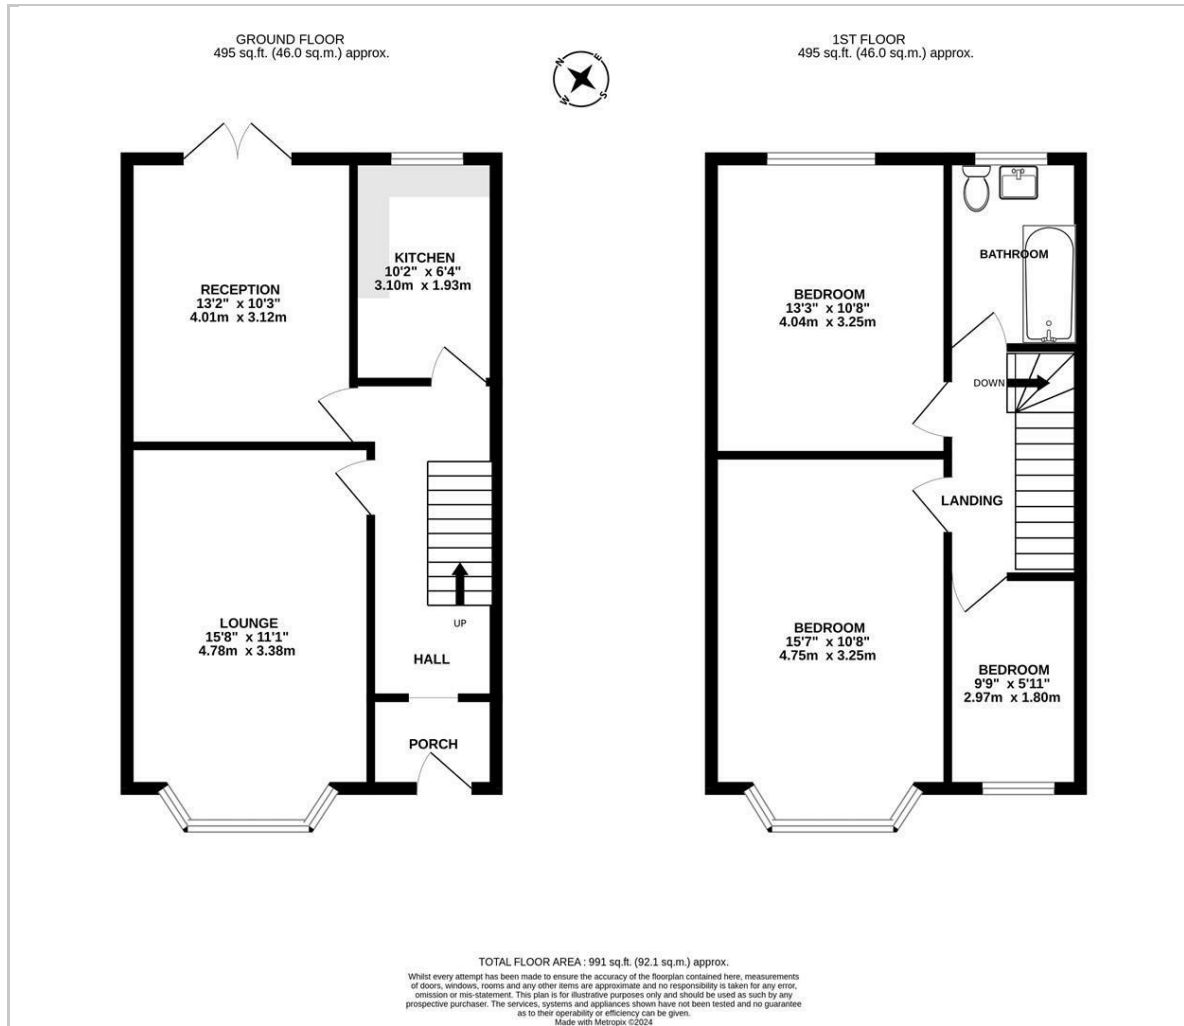 GROUND FLOOR
495 sq.ft. (46.0 sq.m.) approx.
1ST FLOOR
495 sq.ft. (46.0 sq.m.) approx.
N
E
S
W
RECEPTION
13'2" x 10'3"
4.01m x 3.12m
KITCHEN
10'2" x 6'4"
3.10m x 1.93m
LOUNGE
15'8" x 11'1"
4.78m x 3.38m
UP
HALL
PORCH
BEDROOM
13'3" x 10'8"
4.04m x 3.25m
BATHROOM
DOWN
LANDING
BEDROOM
15'7" x 10'8"
4.75m x 3.25m
BEDROOM
9'9" x 5'11"
2.97m x 1.80m
TOTAL FLOOR AREA : 991 sq.ft. (92.1 sq.m.) approx.
Whilst every attempt has been made to ensure the accuracy of the floorplan contained here, measurements
of doors, windows, rooms and any other items are approximate and no responsibility is taken for any error,
omission or mis-statement. This plan is for illustrative purposes only and should be used as such by any
prospective purchaser. The services, systems and appliances shown have not been tested and no guarantee
as to their operability or efficiency can be given.
Made with Metropix ©2024